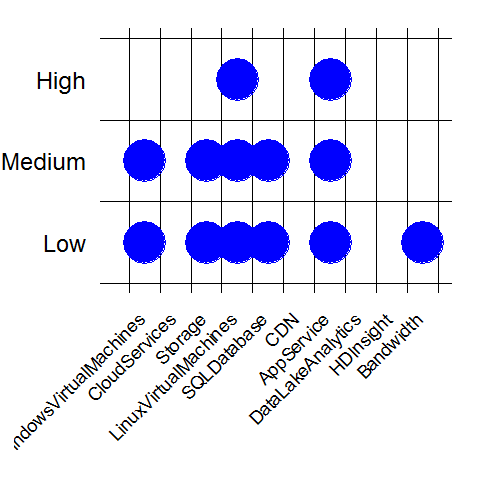 High
Medium
Low
ndowsVirtualMachines
CloudServices
Storage
LinuxVirtualMachines
SQLDatabase
CDN
AppService
DataLakeAnalytics
HDInsight
Bandwidth